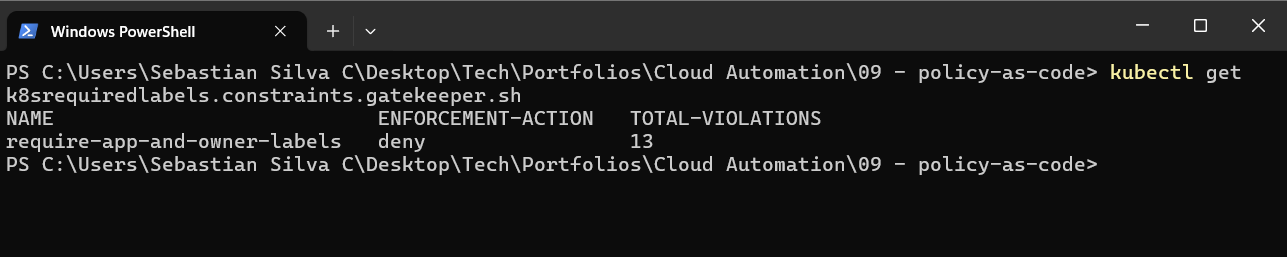 Windows PowerShell
PS C:\Users\Sebastian Silva C\Desktop\Tech\Portfolios\Cloud Automation\09 - policy-as-code> kubectl get
k8srequiredlabels.constraints.gatekeeper.sh
NAME                           ENFORCEMENT-ACTION   TOTAL-VIOLATIONS
require-app-and-owner-labels   deny                 13
PS C:\Users\Sebastian Silva C\Desktop\Tech\Portfolios\Cloud Automation\09 - policy-as-code>